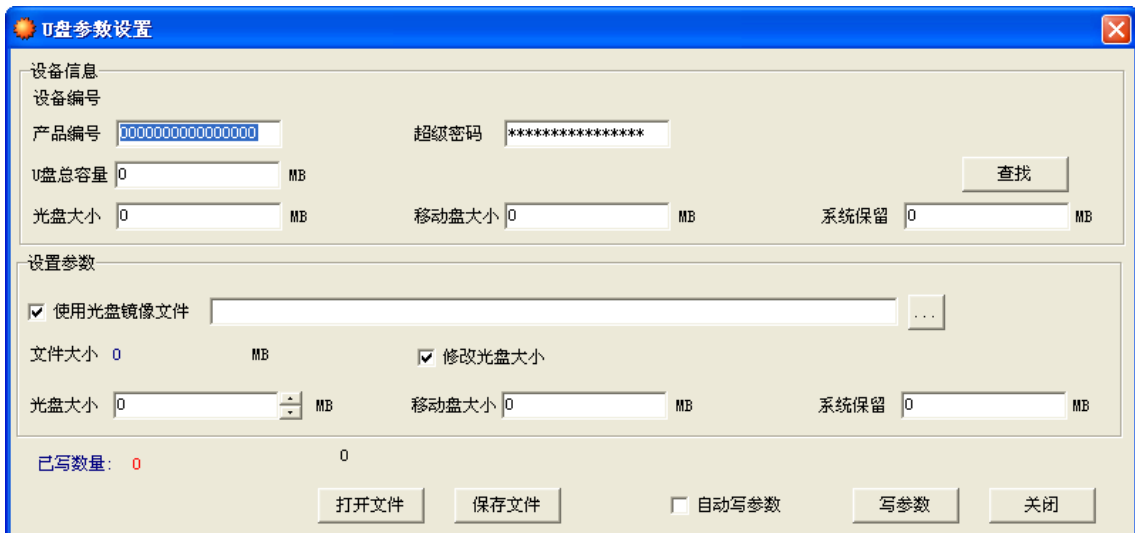 U盘参数设置
设备信息
设备编号
产品编号 0000000000000000 超级密码 ****************
U盘总容量 0 MB 查找
光盘大小 0 MB 移动盘大小 0 MB 系统保留 0 MB
设置参数
使用光盘镜像文件 ...
文件大小 0 MB 修改光盘大小
光盘大小 0 MB 移动盘大小 0 MB 系统保留 0 MB
已写数量: 0 0
打开文件 保存文件 自动写参数 写参数 关闭